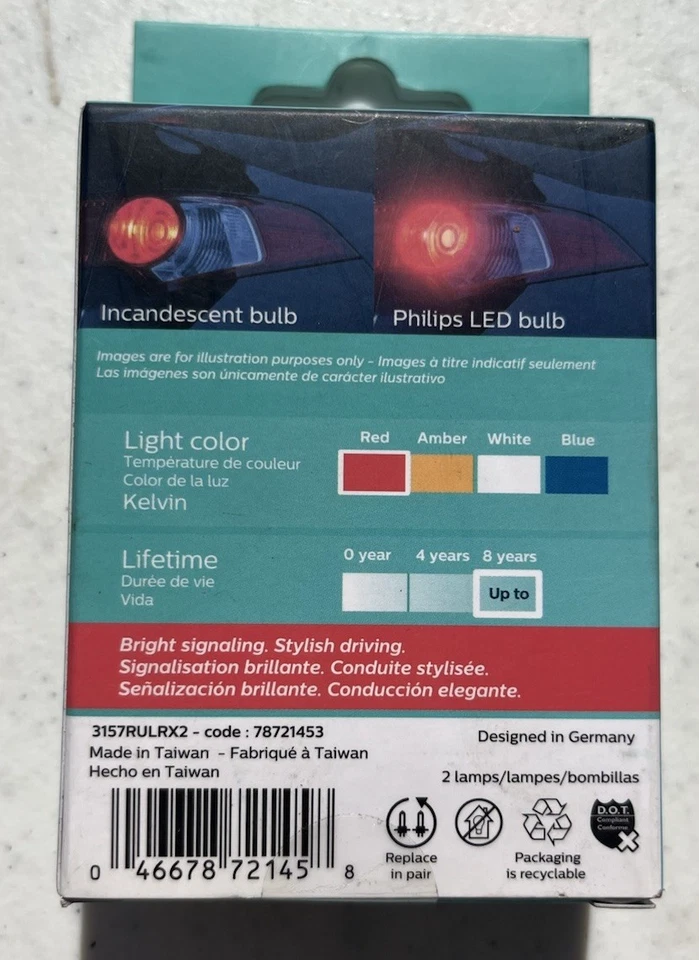 Incandescent bulb
Philips LED bulb
Images are for illustration purposes only - Images à titre indicatif seulement
Las imágenes son únicamente de carácter ilustrativo
Light color
Température de couleur
Color de la luz
Kelvin
Red Amber White Blue
Lifetime
Durée de vie
Vida
0 year 4 years 8 years
Up to
Bright signaling. Stylish driving.
Signalisation brillante. Conduite stylisée.
Señalización brillante. Conducción elegante.
3157RULRX2 - code : 78721453
Made in Taiwan - Fabriqué à Taiwan
Hecho en Taiwan
Designed in Germany
2 lamps/lampes/bombillas
0 46678 72145 8
Replace
in pair
Packaging
is recyclable
D.O.T.
Compliant
Conforme